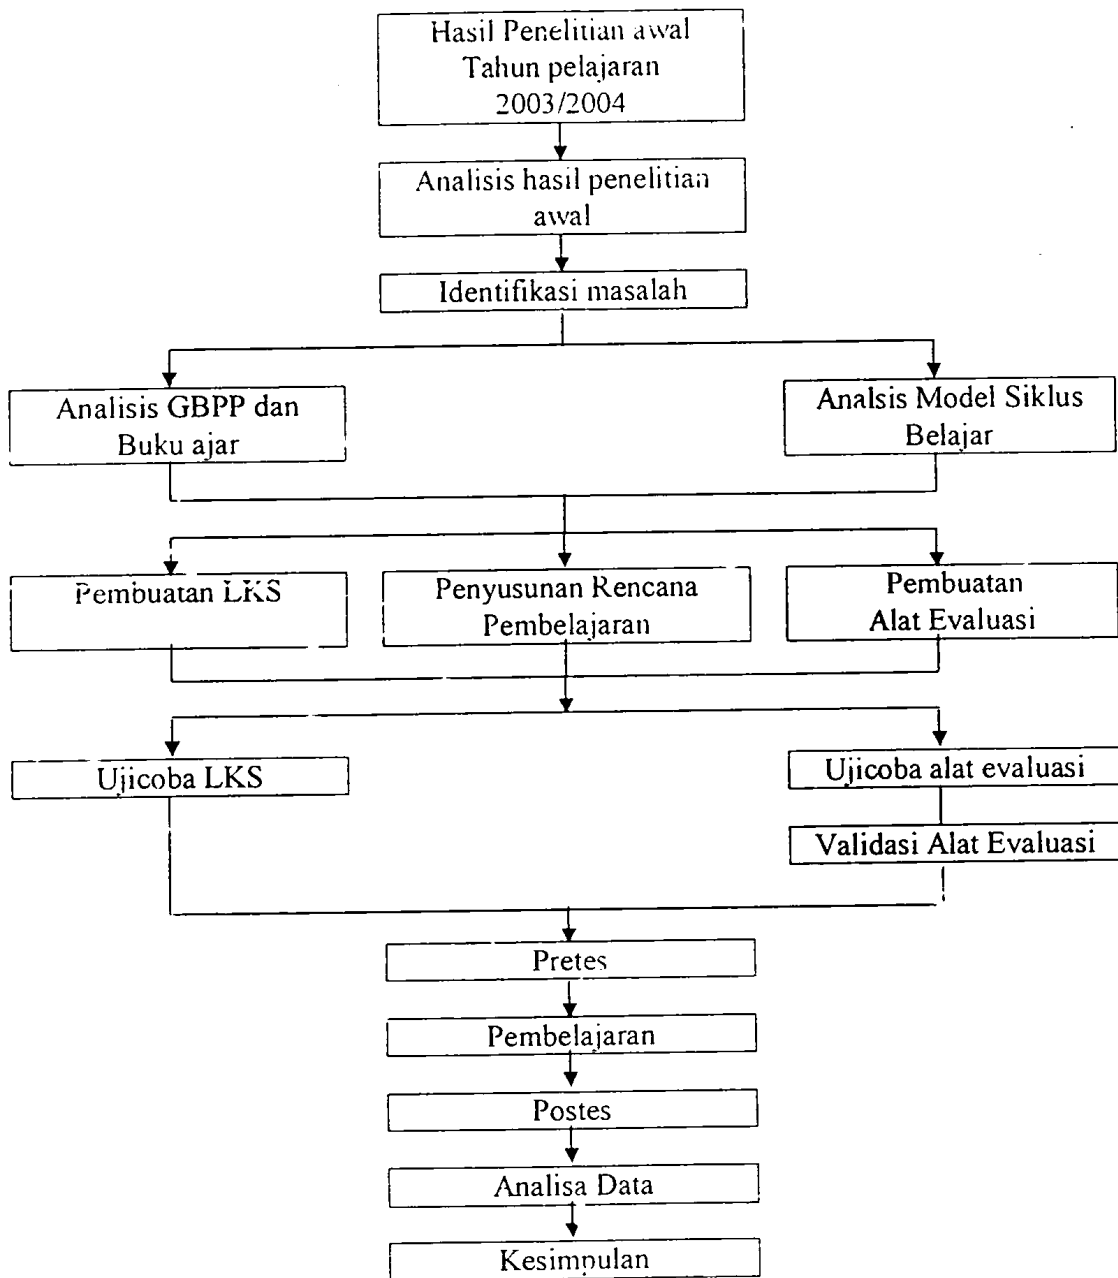 Hasil Penelitian awal
Tahun pelajaran
2003/2004
Analisis hasil penelitian
awal
Identifikasi masalah
Analisis GBPP dan
Buku ajar
Analsis Model Siklus
Belajar
Pembuatan LKS
Penyusunan Rencana
Pembelajaran
Pembuatan
Alat Evaluasi
Ujicoba LKS
Ujicoba alat evaluasi
Validasi Alat Evaluasi
Pretes
Pembelajaran
Postes
Analisa Data
Kesimpulan